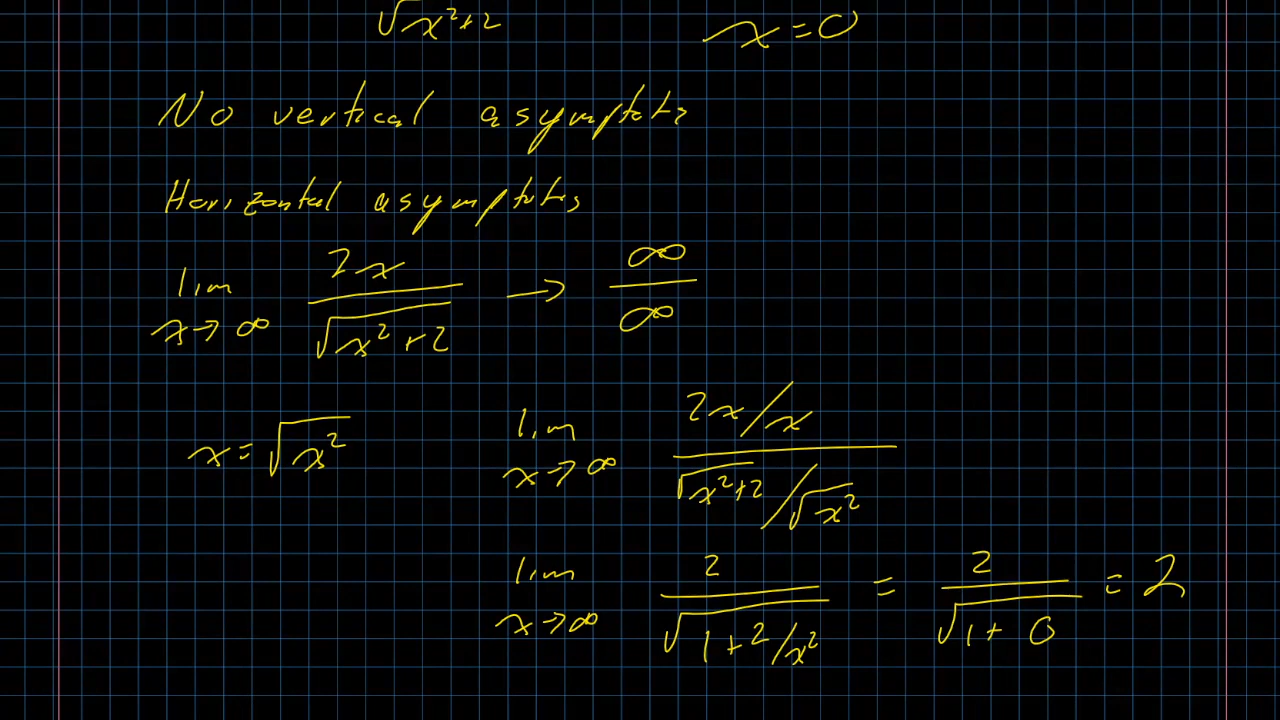 √x²+2 x=0
No vertical asymptotes
Horizontal asymptotes
lim x→∞ 2x/√x²+2 → ∞/∞
x=√x² lim x→∞ (2x/x)/(√x²+2/√x²)
lim x→∞ 2/√1+2/x² = 2/√1+0 = 2